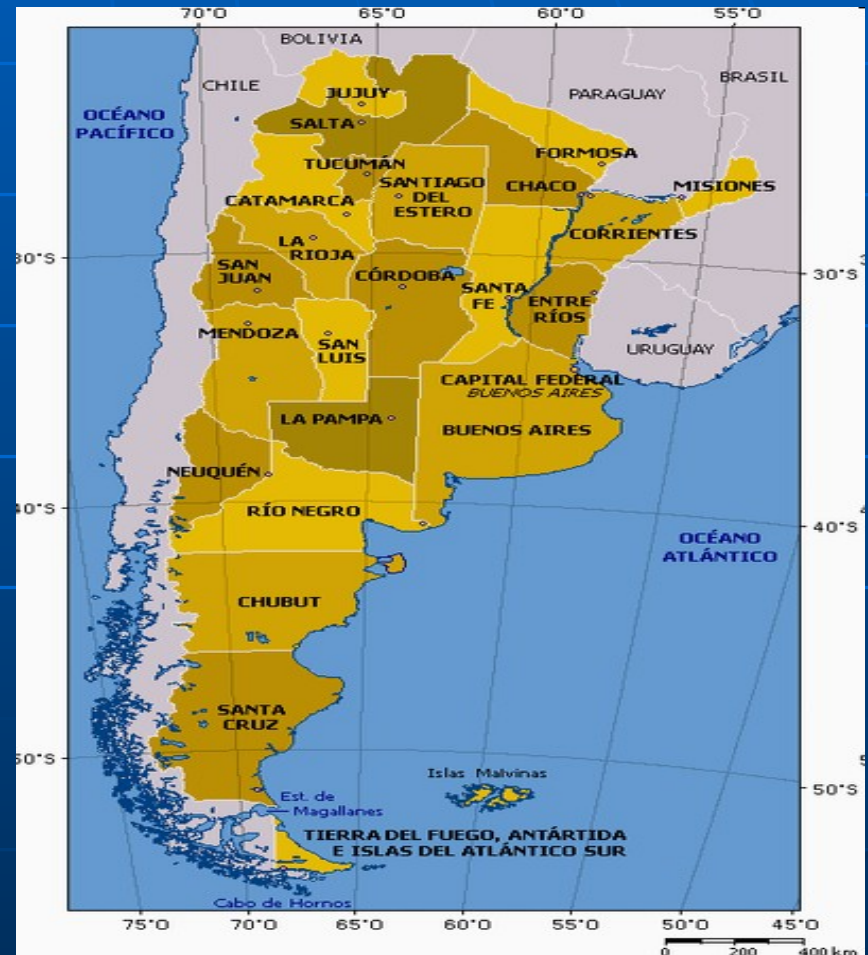 70°O 65°O 60°O 55°O
BOLIVIA
CHILE
PARAGUAY
BRASIL
OCÉANO
PACÍFICO
JUJUY
SALTA
FORMOSA
TUCUMÁN
SANTIAGO
DEL
ESTERO
CHACO
MISIONES
CATAMARCA
CORRIENTES
LA
RIOJA
30°S
30°S
SAN
JUAN
CÓRDOBA
SANTA
FE
ENTRE
RÍOS
MENDOZA
SAN
LUIS
URUGUAY
CAPITAL FEDERAL
BUENOS AIRES
LA PAMPA
BUENOS AIRES
NEUQUÉN
RÍO NEGRO
40°S
40°S
OCÉANO
ATLÁNTICO
CHUBUT
SANTA
CRUZ
50°S
50°S
Islas Malvinas
Est. de
Magallanes
TIERRA DEL FUEGO, ANTÁRTIDA
E ISLAS DEL ATLÁNTICO SUR
Cabo de Hornos
75°O 70°O 65°O 60°O 55°O 50°O 45°O
0 200 400 km